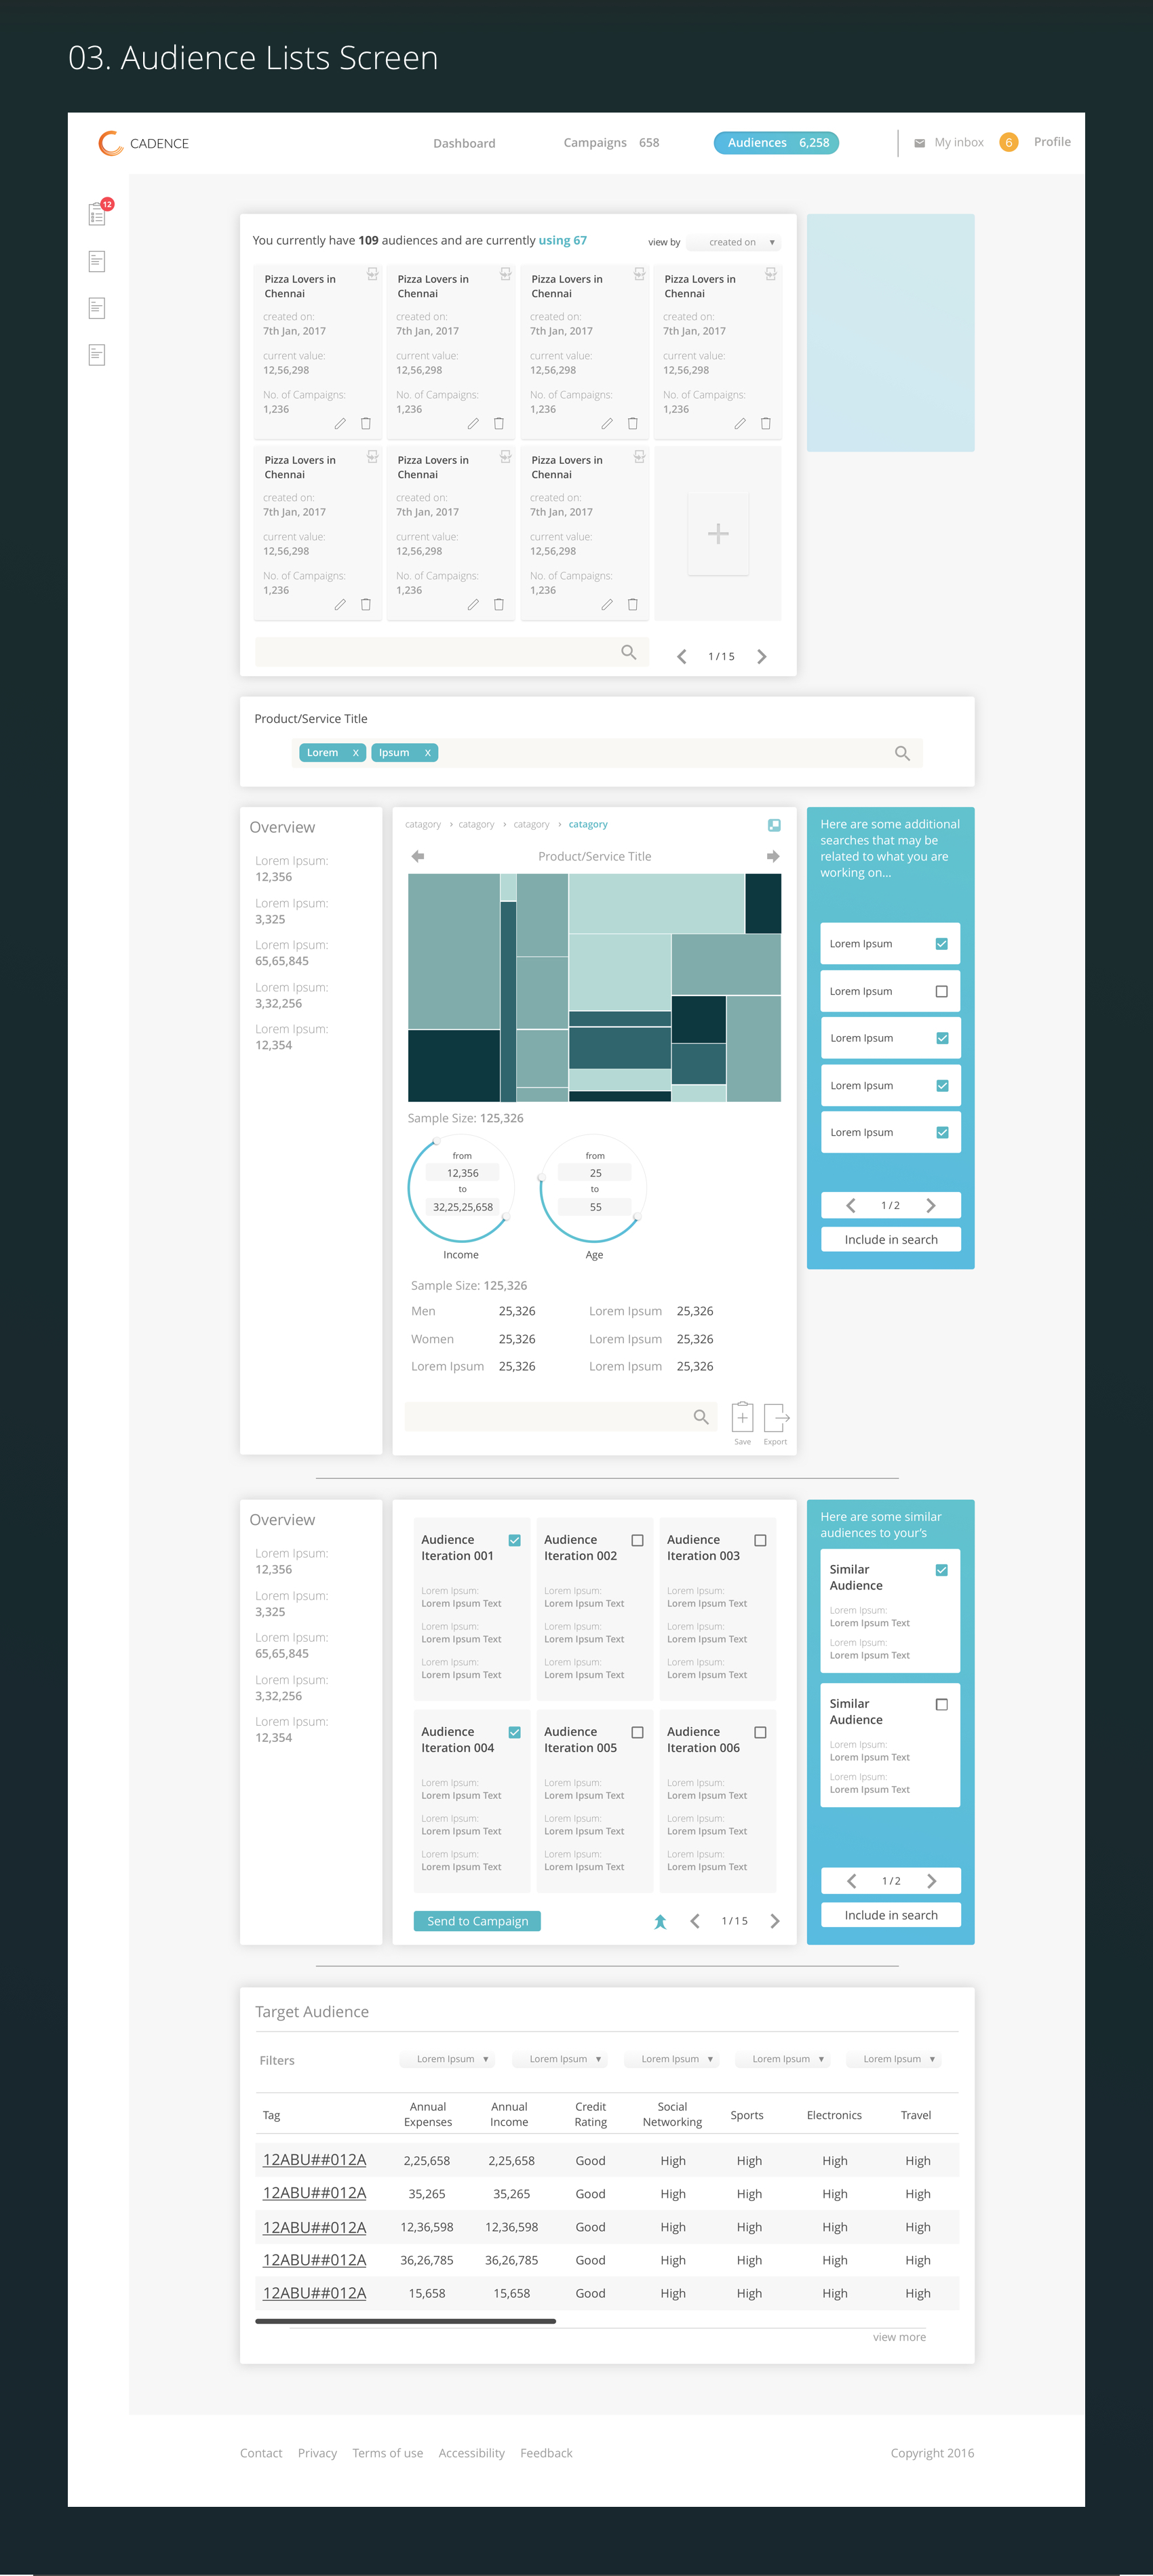 03. Audience Lists Screen
CADENCE
Dashboard
Campaigns 658
Audiences 6,258
My inbox 6
Profile
12
You currently have 109 audiences and are currently using 67
view by created on
Pizza Lovers in
Chennai
created on:
7th Jan, 2017
current value:
12,56,298
No. of Campaigns:
1,236
Pizza Lovers in
Chennai
created on:
7th Jan, 2017
current value:
12,56,298
No. of Campaigns:
1,236
Pizza Lovers in
Chennai
created on:
7th Jan, 2017
current value:
12,56,298
No. of Campaigns:
1,236
Pizza Lovers in
Chennai
created on:
7th Jan, 2017
current value:
12,56,298
No. of Campaigns:
1,236
Pizza Lovers in
Chennai
created on:
7th Jan, 2017
current value:
12,56,298
No. of Campaigns:
1,236
Pizza Lovers in
Chennai
created on:
7th Jan, 2017
current value:
12,56,298
No. of Campaigns:
1,236
Pizza Lovers in
Chennai
created on:
7th Jan, 2017
current value:
12,56,298
No. of Campaigns:
1,236
1/15
Product/Service Title
Lorem X Ipsum X
Overview
Lorem Ipsum:
12,356
Lorem Ipsum:
3,325
Lorem Ipsum:
65,65,845
Lorem Ipsum:
3,32,256
Lorem Ipsum:
12,354
catagory > catagory > catagory > catagory
Product/Service Title
Sample Size: 125,326
from
12,356
to
32,25,25,658
Income
from
25
to
55
Age
Sample Size: 125,326
Men 25,326 Lorem Ipsum 25,326
Women 25,326 Lorem Ipsum 25,326
Lorem Ipsum 25,326 Lorem Ipsum 25,326
Save Export
Here are some additional
searches that may be
related to what you are
working on...
Lorem Ipsum
Lorem Ipsum
Lorem Ipsum
Lorem Ipsum
Lorem Ipsum
1/2
Include in search
Overview
Lorem Ipsum:
12,356
Lorem Ipsum:
3,325
Lorem Ipsum:
65,65,845
Lorem Ipsum:
3,32,256
Lorem Ipsum:
12,354
Audience
Iteration 001
Lorem Ipsum:
Lorem Ipsum Text
Lorem Ipsum:
Lorem Ipsum Text
Lorem Ipsum:
Lorem Ipsum Text
Audience
Iteration 002
Lorem Ipsum:
Lorem Ipsum Text
Lorem Ipsum:
Lorem Ipsum Text
Lorem Ipsum:
Lorem Ipsum Text
Audience
Iteration 003
Lorem Ipsum:
Lorem Ipsum Text
Lorem Ipsum:
Lorem Ipsum Text
Lorem Ipsum:
Lorem Ipsum Text
Audience
Iteration 004
Lorem Ipsum:
Lorem Ipsum Text
Lorem Ipsum:
Lorem Ipsum Text
Lorem Ipsum:
Lorem Ipsum Text
Audience
Iteration 005
Lorem Ipsum:
Lorem Ipsum Text
Lorem Ipsum:
Lorem Ipsum Text
Lorem Ipsum:
Lorem Ipsum Text
Audience
Iteration 006
Lorem Ipsum:
Lorem Ipsum Text
Lorem Ipsum:
Lorem Ipsum Text
Lorem Ipsum:
Lorem Ipsum Text
Send to Campaign
1/15
Here are some similar
audiences to your's
Similar
Audience
Lorem Ipsum:
Lorem Ipsum Text
Lorem Ipsum:
Lorem Ipsum Text
Similar
Audience
Lorem Ipsum:
Lorem Ipsum Text
Lorem Ipsum:
Lorem Ipsum Text
1/2
Include in search
Target Audience
Filters Lorem Ipsum Lorem Ipsum Lorem Ipsum Lorem Ipsum Lorem Ipsum
Tag
Annual
Expenses
Annual
Income
Credit
Rating
Social
Networking
Sports
Electronics
Travel
12ABU##012A 2,25,658 2,25,658 Good High High High High
12ABU##012A 35,265 35,265 Good High High High High
12ABU##012A 12,36,598 12,36,598 Good High High High High
12ABU##012A 36,26,785 36,26,785 Good High High High High
12ABU##012A 15,658 15,658 Good High High High High
view more
Contact Privacy Terms of use Accessibility Feedback
Copyright 2016